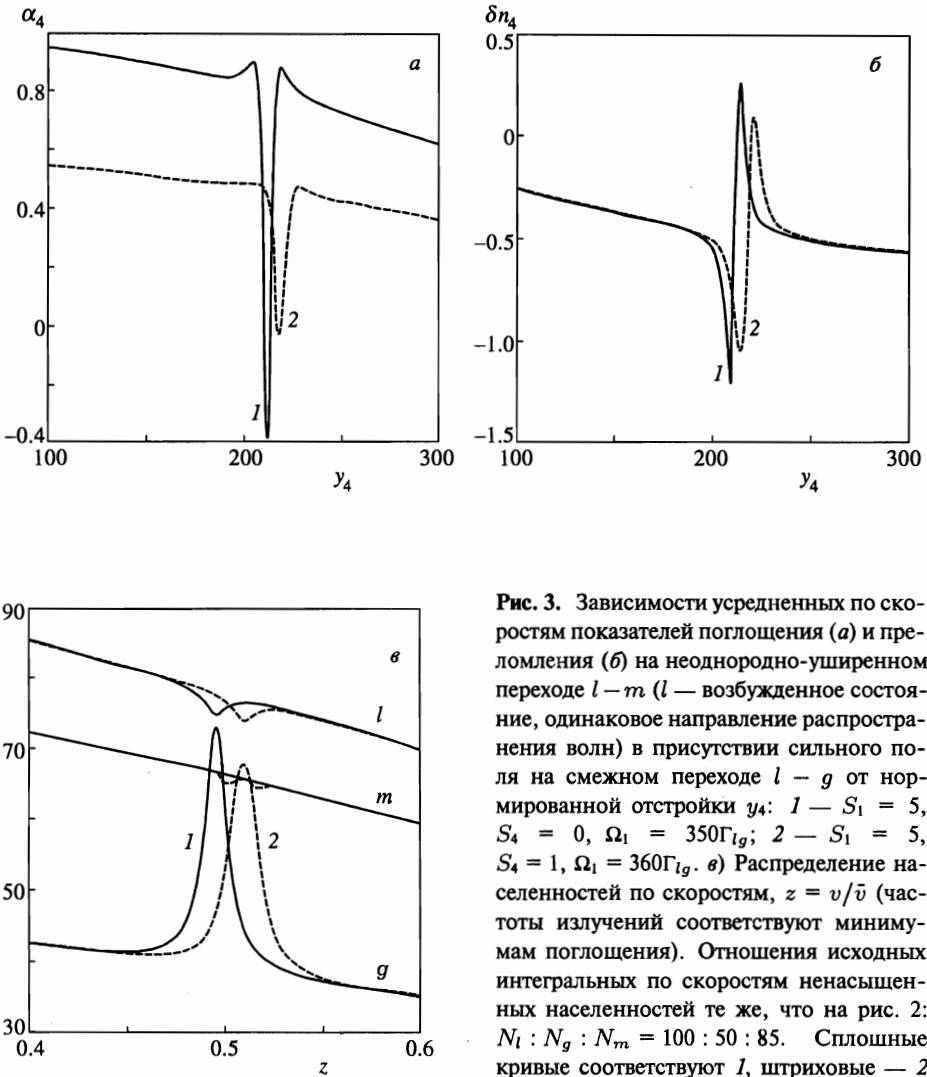 α₄
а
0.8
0.4
0
−0.4
1
2
100
200
300
y₄
δn₄
б
0.5
0
−0.5
−1.0
−1.5
1
2
100
200
300
y₄
90
70
50
30
в
l
m
g
1
2
0.4
0.5
0.6
z
Рис. 3. Зависимости усредненных по ско-
ростям показателей поглощения (а) и пре-
ломления (б) на неоднородно-уширенном
переходе l – m (l — возбужденное состоя-
ние, одинаковое направление распростра-
нения волн) в присутствии сильного по-
ля на смежном переходе l – g от нор-
мированной отстройки y₄: 1 — S₁ = 5,
S₄ = 0, Ω₁ = 350Γlg; 2 — S₁ = 5,
S₄ = 1, Ω₁ = 360Γlg. в) Распределение на-
селенностей по скоростям, z = v/v̄ (час-
тоты излучений соответствуют миниму-
мам поглощения). Отношения исходных
интегральных по скоростям ненасыщен-
ных населенностей те же, что на рис. 2:
Nl : Ng : Nm = 100 : 50 : 85. Сплошные
кривые соответствуют 1, штриховые — 2